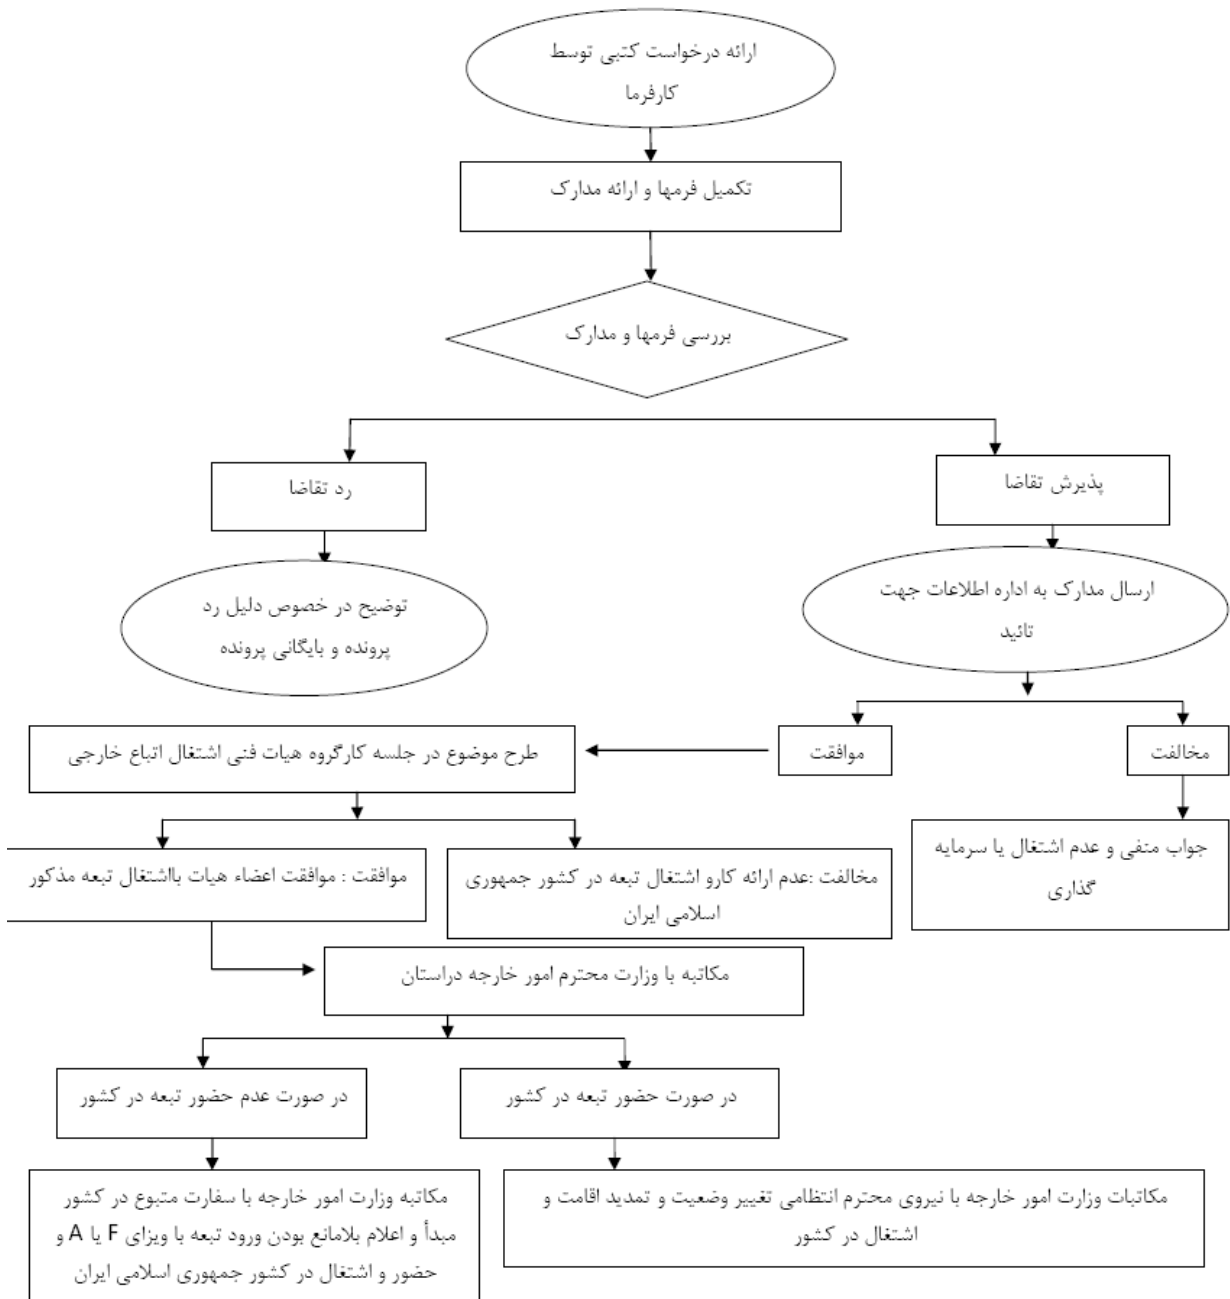 ارائه درخواست کتبی توسط
کارفرما
تکمیل فرمها و ارائه مدارک
بررسی فرمها و مدارک
پذیرش تقاضا
رد تقاضا
ارسال مدارک به اداره اطلاعات جهت
تائید
توضیح در خصوص دلیل رد
پرونده و بایگانی پرونده
مخالفت
موافقت
طرح موضوع در جلسه کارگروه هیات فنی اشتغال اتباع خارجی
جواب منفی و عدم اشتغال یا سرمایه
گذاری
مخالفت :عدم ارائه کارو اشتغال تبعه در کشور جمهوری
اسلامی ایران
موافقت : موافقت اعضاء هیات بااشتغال تبعه مذکور
مکاتبه با وزارت محترم امور خارجه دراستان
در صورت حضور تبعه در کشور
در صورت عدم حضور تبعه در کشور
مکاتبات وزارت امور خارجه با نیروی محترم انتظامی تغییر وضعیت و تمدید اقامت و
اشتغال در کشور
مکاتبه وزارت امور خارجه با سفارت متبوع در کشور
مبدأ و اعلام بلامانع بودن ورود تبعه با ویزای F یا A و
حضور و اشتغال در کشور جمهوری اسلامی ایران